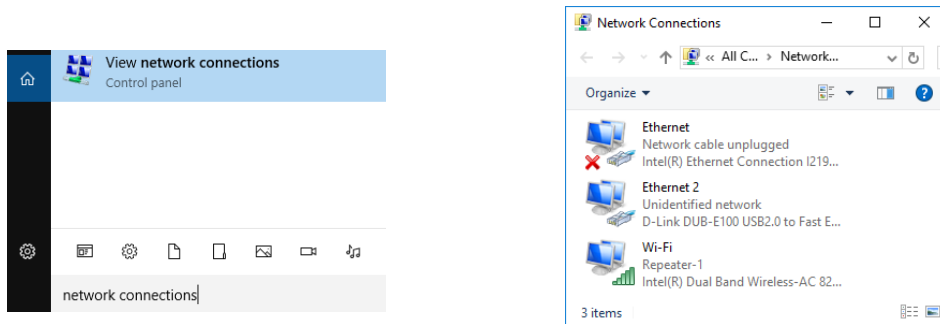 View network connections
Control panel
network connections
Network Connections
« All C... › Network...
Organize
Ethernet
Network cable unplugged
Intel(R) Ethernet Connection I219...
Ethernet 2
Unidentified network
D-Link DUB-E100 USB2.0 to Fast E...
Wi-Fi
Repeater-1
Intel(R) Dual Band Wireless-AC 82...
3 items